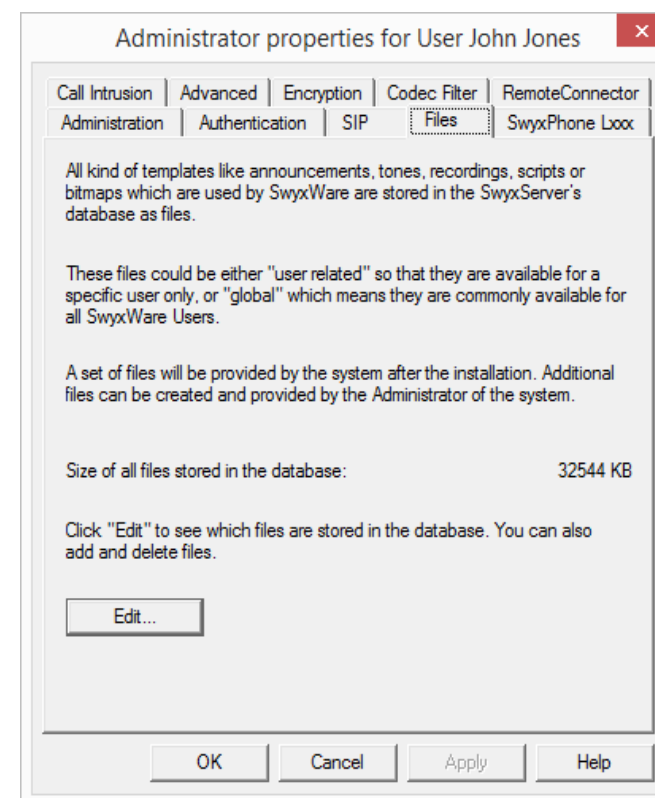 Administrator properties for User John Jones
Call Intrusion Advanced Encryption Codec Filter RemoteConnector
Administration Authentication SIP Files SwyxPhone Lxxx
All kind of templates like announcements, tones, recordings, scripts or
bitmaps which are used by SwyxWare are stored in the SwyxServer's
database as files.
These files could be either "user related" so that they are available for a
specific user only, or "global" which means they are commonly available for
all SwyxWare Users.
A set of files will be provided by the system after the installation. Additional
files can be created and provided by the Administrator of the system.
Size of all files stored in the database: 32544 KB
Click "Edit" to see which files are stored in the database. You can also
add and delete files.
Edit...
OK Cancel Apply Help